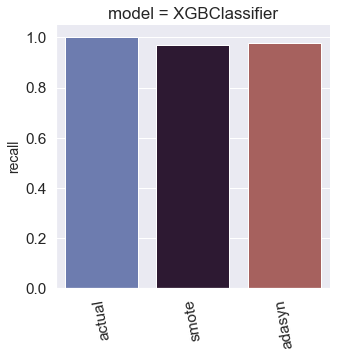 model = XGBClassifier
1.0
0.8
0.6
0.4
0.2
0.0
recall
actual
smote
adasyn